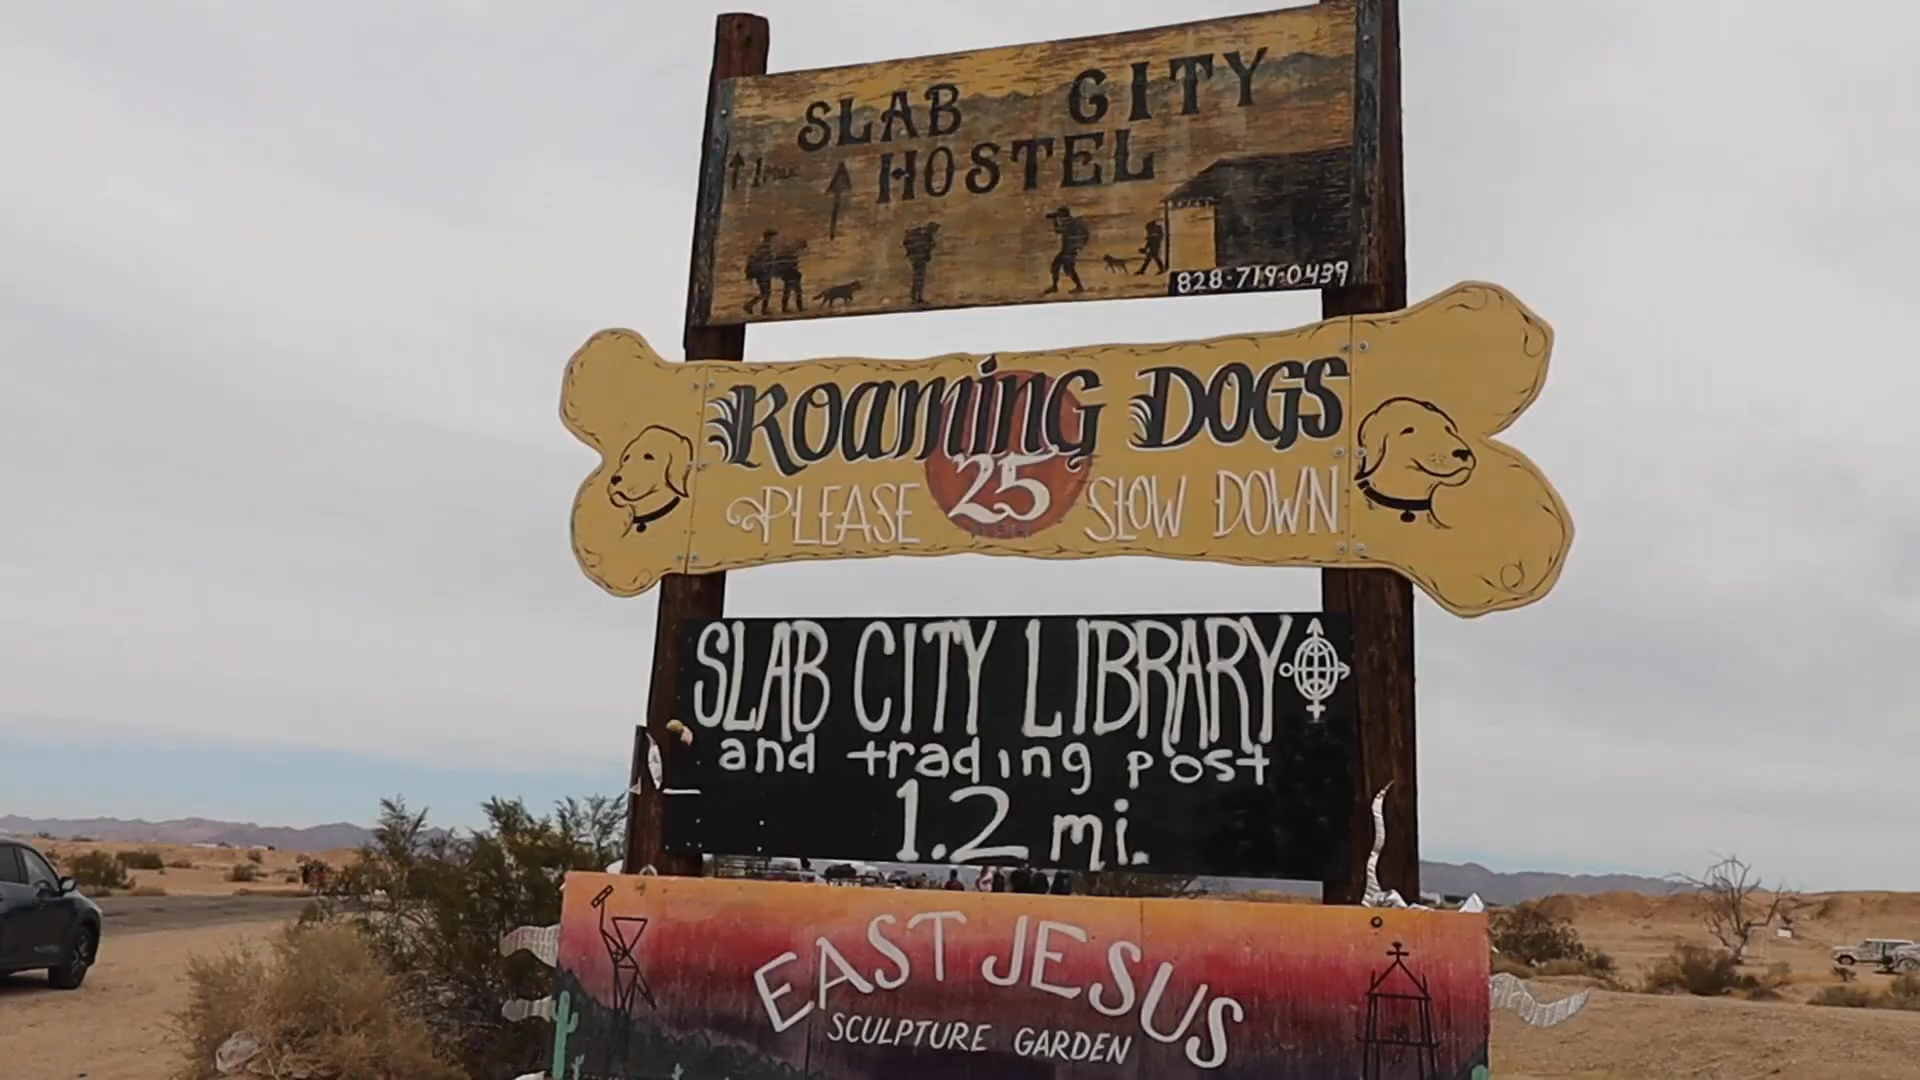 SLAB CITY
HOSTEL
1 MILE
828-719-0439
ROAMING DOGS
PLEASE 25 SLOW DOWN
SLAB CITY LIBRARY
and trading post
1.2 mi.
EAST JESUS
SCULPTURE GARDEN